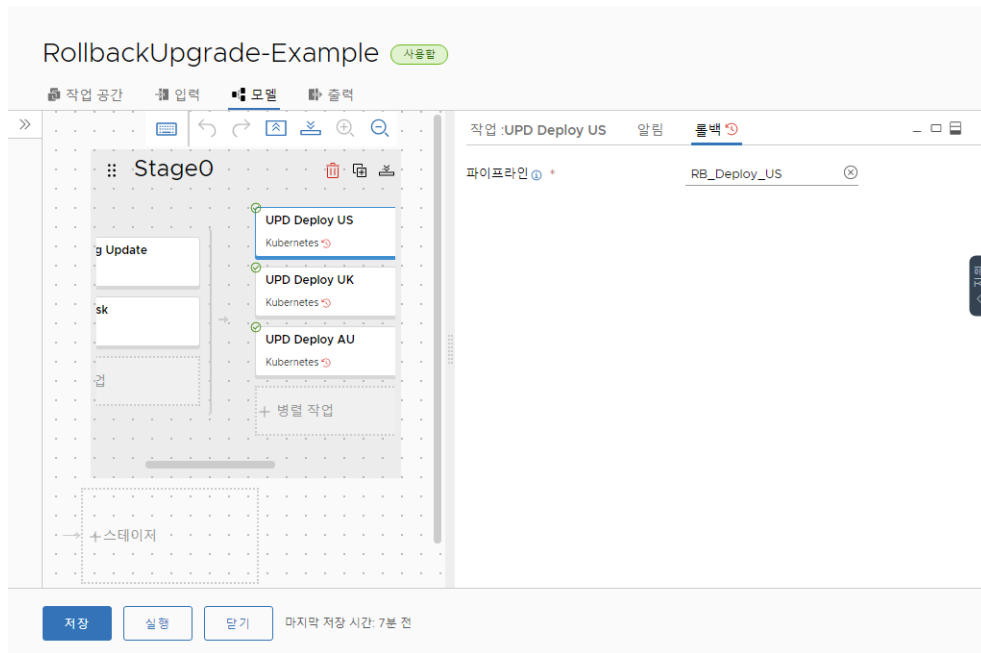 RollbackUpgrade-Example 사용함
작업 공간 입력 모델 출력
Stage0
g Update
sk
업
UPD Deploy US
Kubernetes
UPD Deploy UK
Kubernetes
UPD Deploy AU
Kubernetes
+ 병렬 작업
+스테이저
작업 :UPD Deploy US 알림 롤백
파이프라인 * RB_Deploy_US
저장 실행 닫기 마지막 저장 시간: 7분 전